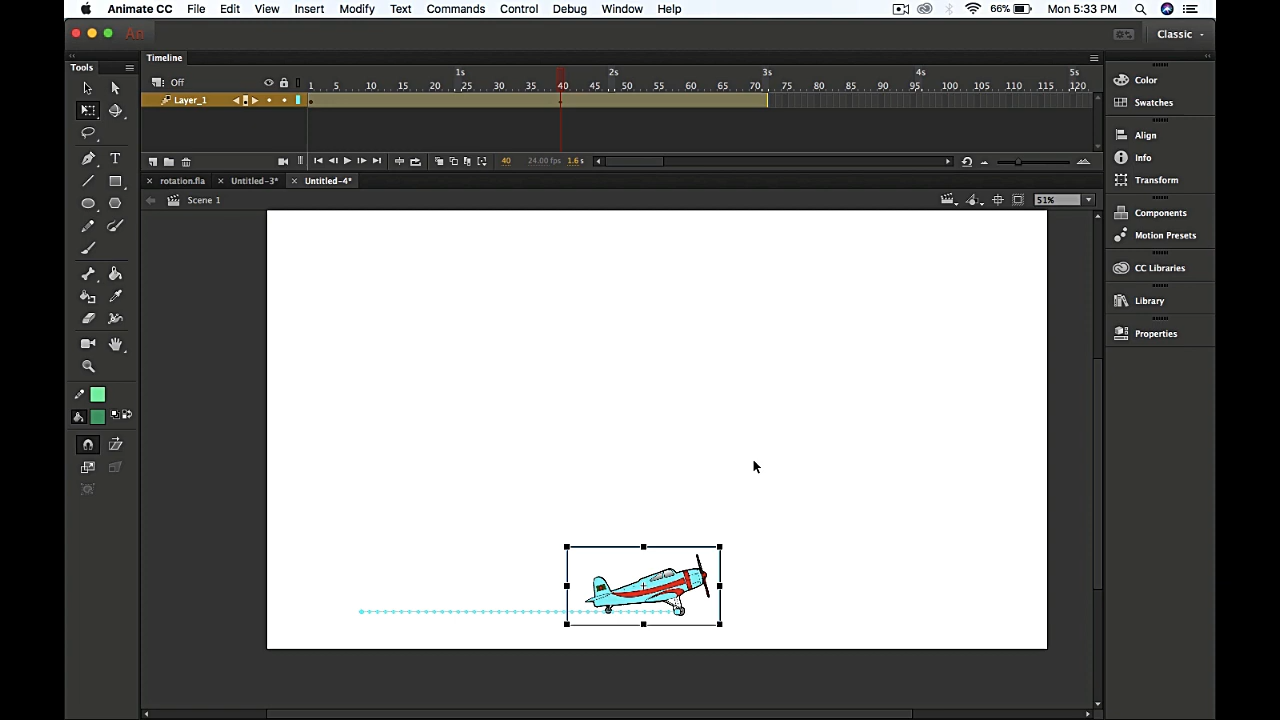 Animate CC File Edit View Insert Modify Text Commands Control Debug Window Help 66% Mon 5:33 PM
An Classic
Tools Timeline
Off 1s 2s 3s 4s 5s
1 5 10 15 20 25 30 35 40 45 50 55 60 65 70 75 80 85 90 95 100 105 110 115 120
Layer_1
40 24.00 fps 1.6 s
rotation.fla Untitled-3* Untitled-4*
Scene 1 51%
Color
Swatches
Align
Info
Transform
Components
Motion Presets
CC Libraries
Library
Properties
T